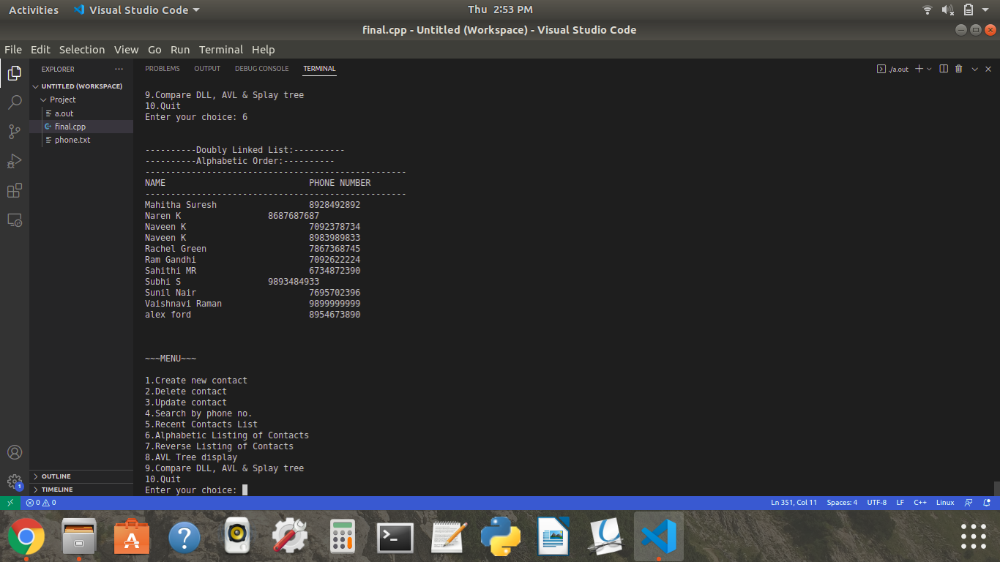 Activities Visual Studio Code Thu 2:53 PM
final.cpp - Untitled (Workspace) - Visual Studio Code
File Edit Selection View Go Run Terminal Help
EXPLORER ···
UNTITLED (WORKSPACE)
Project
a.out
final.cpp
phone.txt
OUTLINE
TIMELINE
1
PROBLEMS OUTPUT DEBUG CONSOLE TERMINAL
./a.out
9.Compare DLL, AVL & Splay tree
10.Quit
Enter your choice: 6
----------Doubly Linked List:----------
----------Alphabetic Order:----------
---------------------------------------------------
NAME PHONE NUMBER
---------------------------------------------------
Mahitha Suresh 8928492892
Naren K 8687687687
Naveen K 7092378734
Naveen K 8983989833
Rachel Green 7867368745
Ram Gandhi 7092622224
Sahithi MR 6734872390
Subhi S 9893484933
Sunil Nair 7695702396
Vaishnavi Raman 9899999999
alex ford 8954673890
~~~MENU~~~
1.Create new contact
2.Delete contact
3.Update contact
4.Search by phone no.
5.Recent Contacts List
6.Alphabetic Listing of Contacts
7.Reverse Listing of Contacts
8.AVL Tree display
9.Compare DLL, AVL & Splay tree
10.Quit
Enter your choice:
0 0 Ln 351, Col 11 Spaces: 4 UTF-8 LF C++ Linux